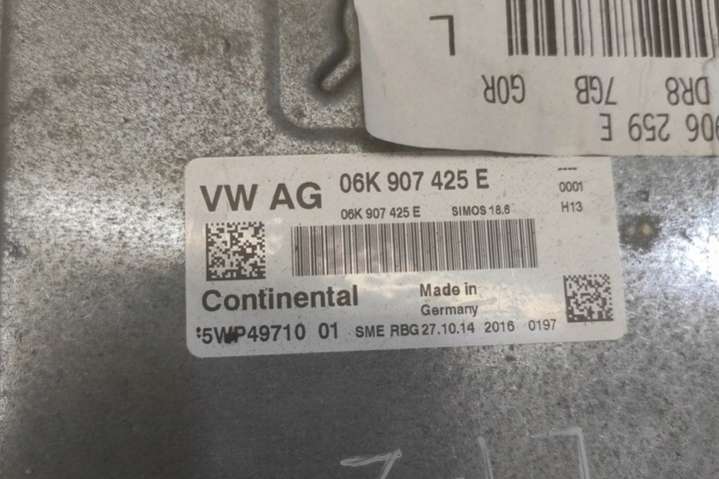 L
DR8 7GB G0R
906 259 E
VW AG 06K 907 425 E
---
0001
06K 907 425 E SIMOS 18.6 H13
Continental Made in Germany
5WP49710 01 SME RBG 27.10.14 2016 0197